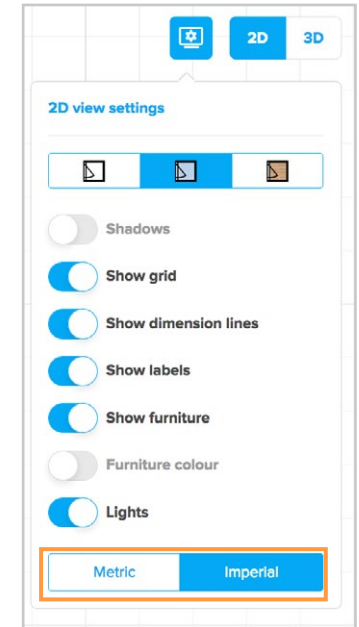 2D 3D
2D view settings
Shadows
Show grid
Show dimension lines
Show labels
Show furniture
Furniture colour
Lights
Metric Imperial